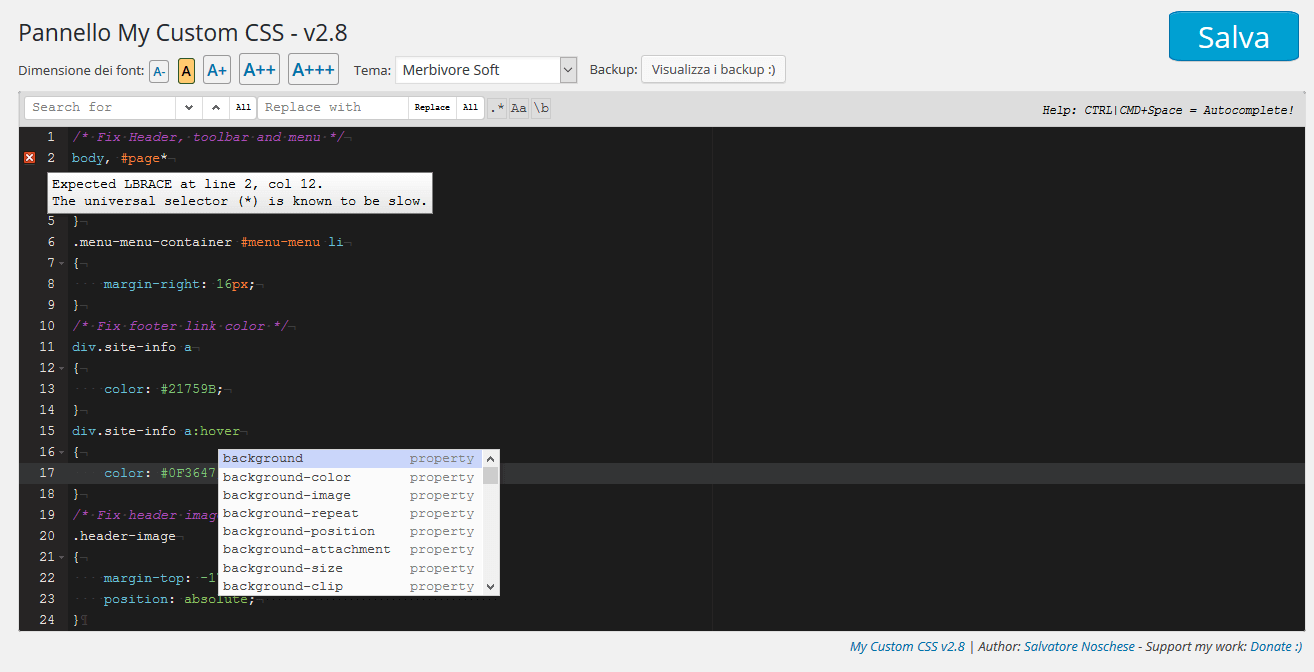 Pannello My Custom CSS - v2.8
Salva
Dimensione dei font: A- A A+ A++ A+++ Tema: Merbivore Soft Backup: Visualizza i backup :)
Search for All Replace with Replace All .* Aa \b Help: CTRL|CMD+Space = Autocomplete!
1 /* Fix Header, toolbar and menu */
2 body, #page*
Expected LBRACE at line 2, col 12.
The universal selector (*) is known to be slow.
5 }
6 .menu-menu-container #menu-menu li
7 {
8 margin-right: 16px;
9 }
10 /* Fix footer link color */
11 div.site-info a
12 {
13 color: #21759B;
14 }
15 div.site-info a:hover
16 {
17 color: #0F3647
18 }
19 /* Fix header
20 .header-image
21 {
22 margin-top:
23 position: absolute;
24 }
background property
background-color property
background-image property
background-repeat property
background-position property
background-attachment property
background-size property
background-clip property
My Custom CSS v2.8 | Author: Salvatore Noschese - Support my work: Donate :)